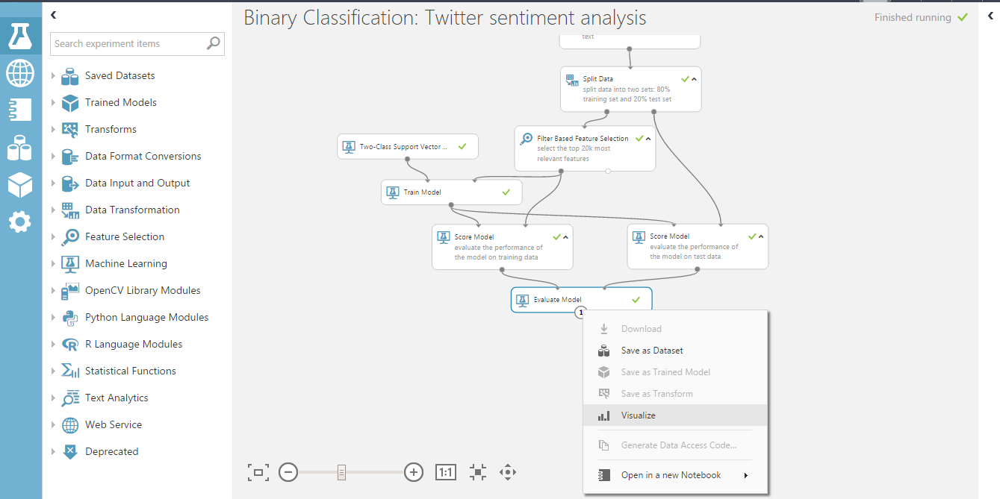 Binary Classification: Twitter sentiment analysis
Finished running
Search experiment items
Saved Datasets
Trained Models
Transforms
Data Format Conversions
Data Input and Output
Data Transformation
Feature Selection
Machine Learning
OpenCV Library Modules
Python Language Modules
R Language Modules
Statistical Functions
Text Analytics
Web Service
Deprecated
text
Split Data
split data into two sets: 80%
training set and 20% test set
Filter Based Feature Selection
select the top 20k most
relevant features
Two-Class Support Vector ...
Train Model
Score Model
evaluate the performance of
the model on training data
Score Model
evaluate the performance of
the model on test data
Evaluate Model
1
Download
Save as Dataset
Save as Trained Model
Save as Transform
Visualize
Generate Data Access Code...
Open in a new Notebook
1:1